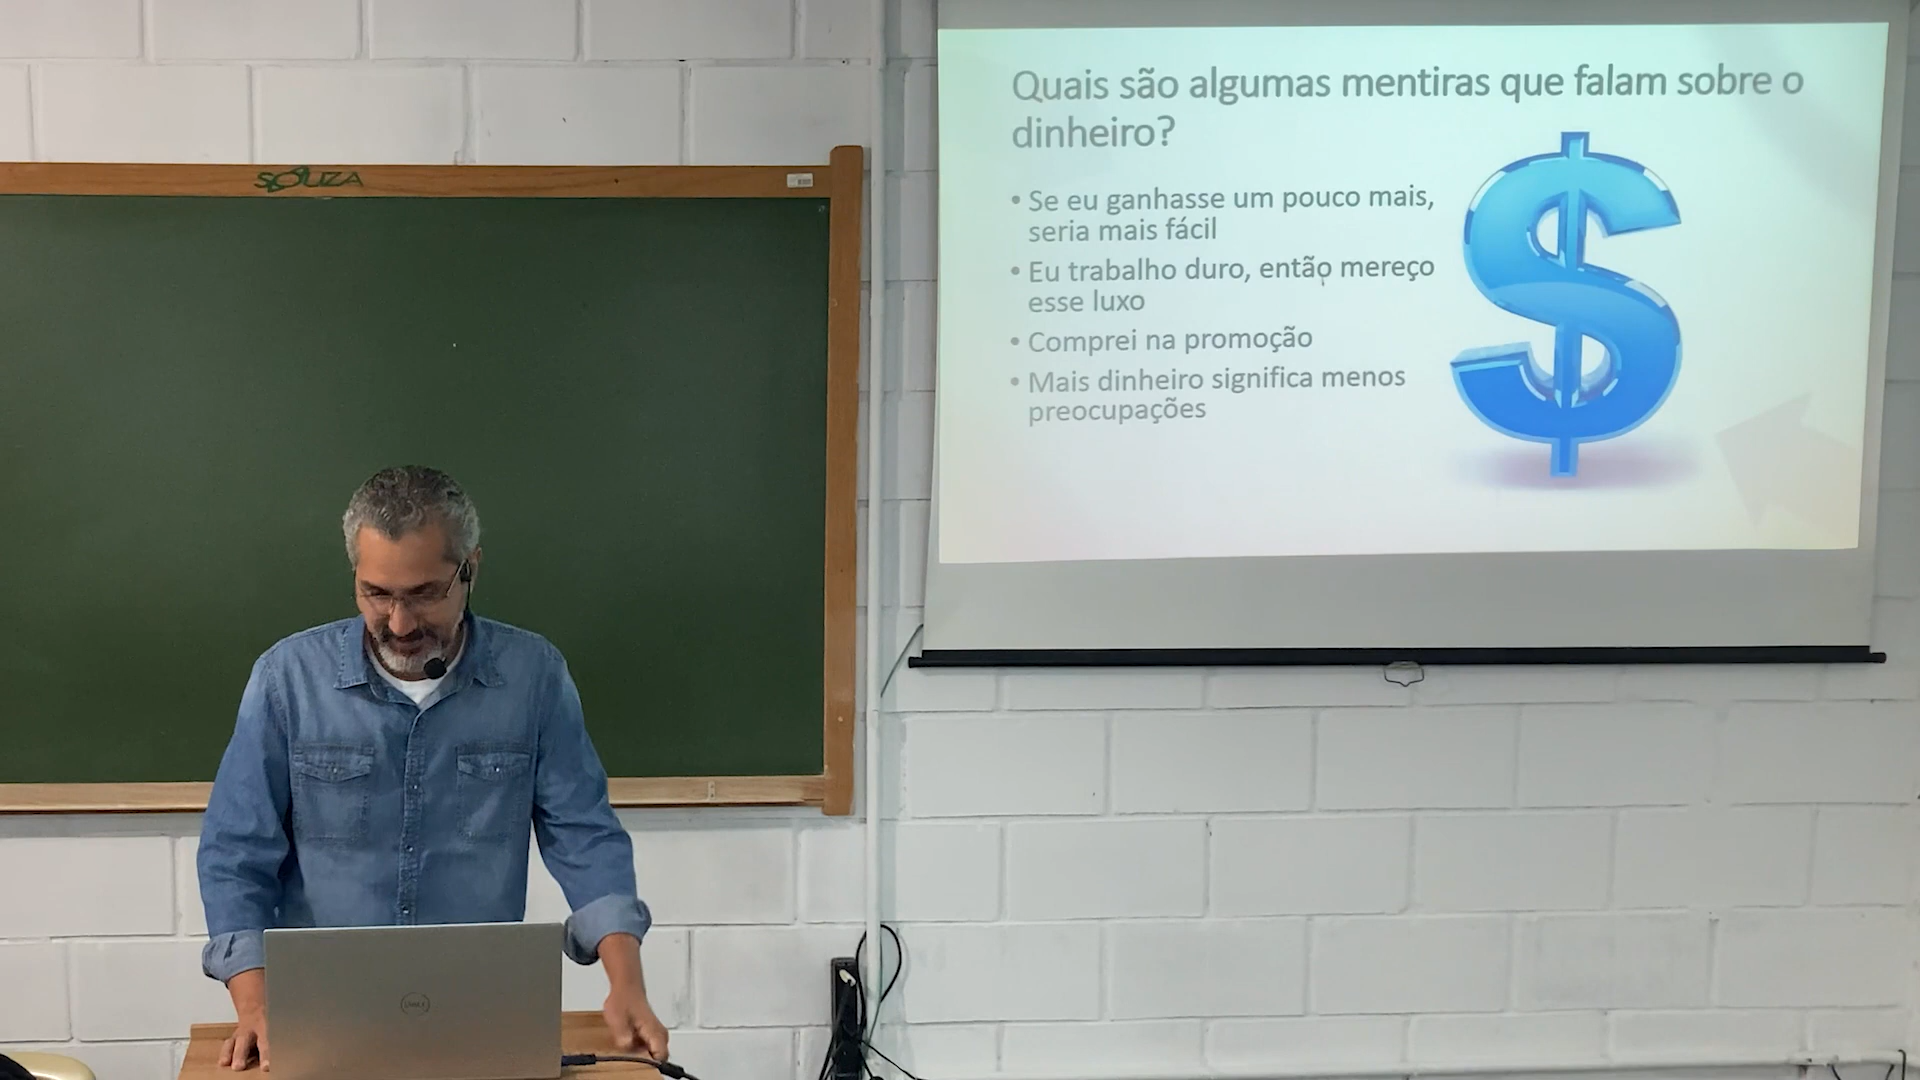 Quais são algumas mentiras que falam sobre o
dinheiro?
• Se eu ganhasse um pouco mais,
seria mais fácil
• Eu trabalho duro, então mereço
esse luxo
• Comprei na promoção
• Mais dinheiro significa menos
preocupações
SOUZA
DELL